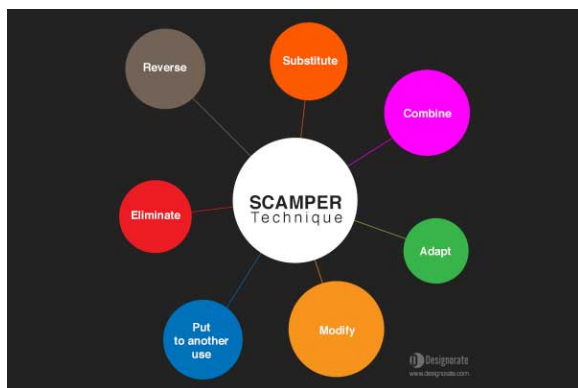 SCAMPER
Technique
Substitute
Combine
Adapt
Modify
Put
to another
use
Eliminate
Reverse
Designorate
www.designorate.com